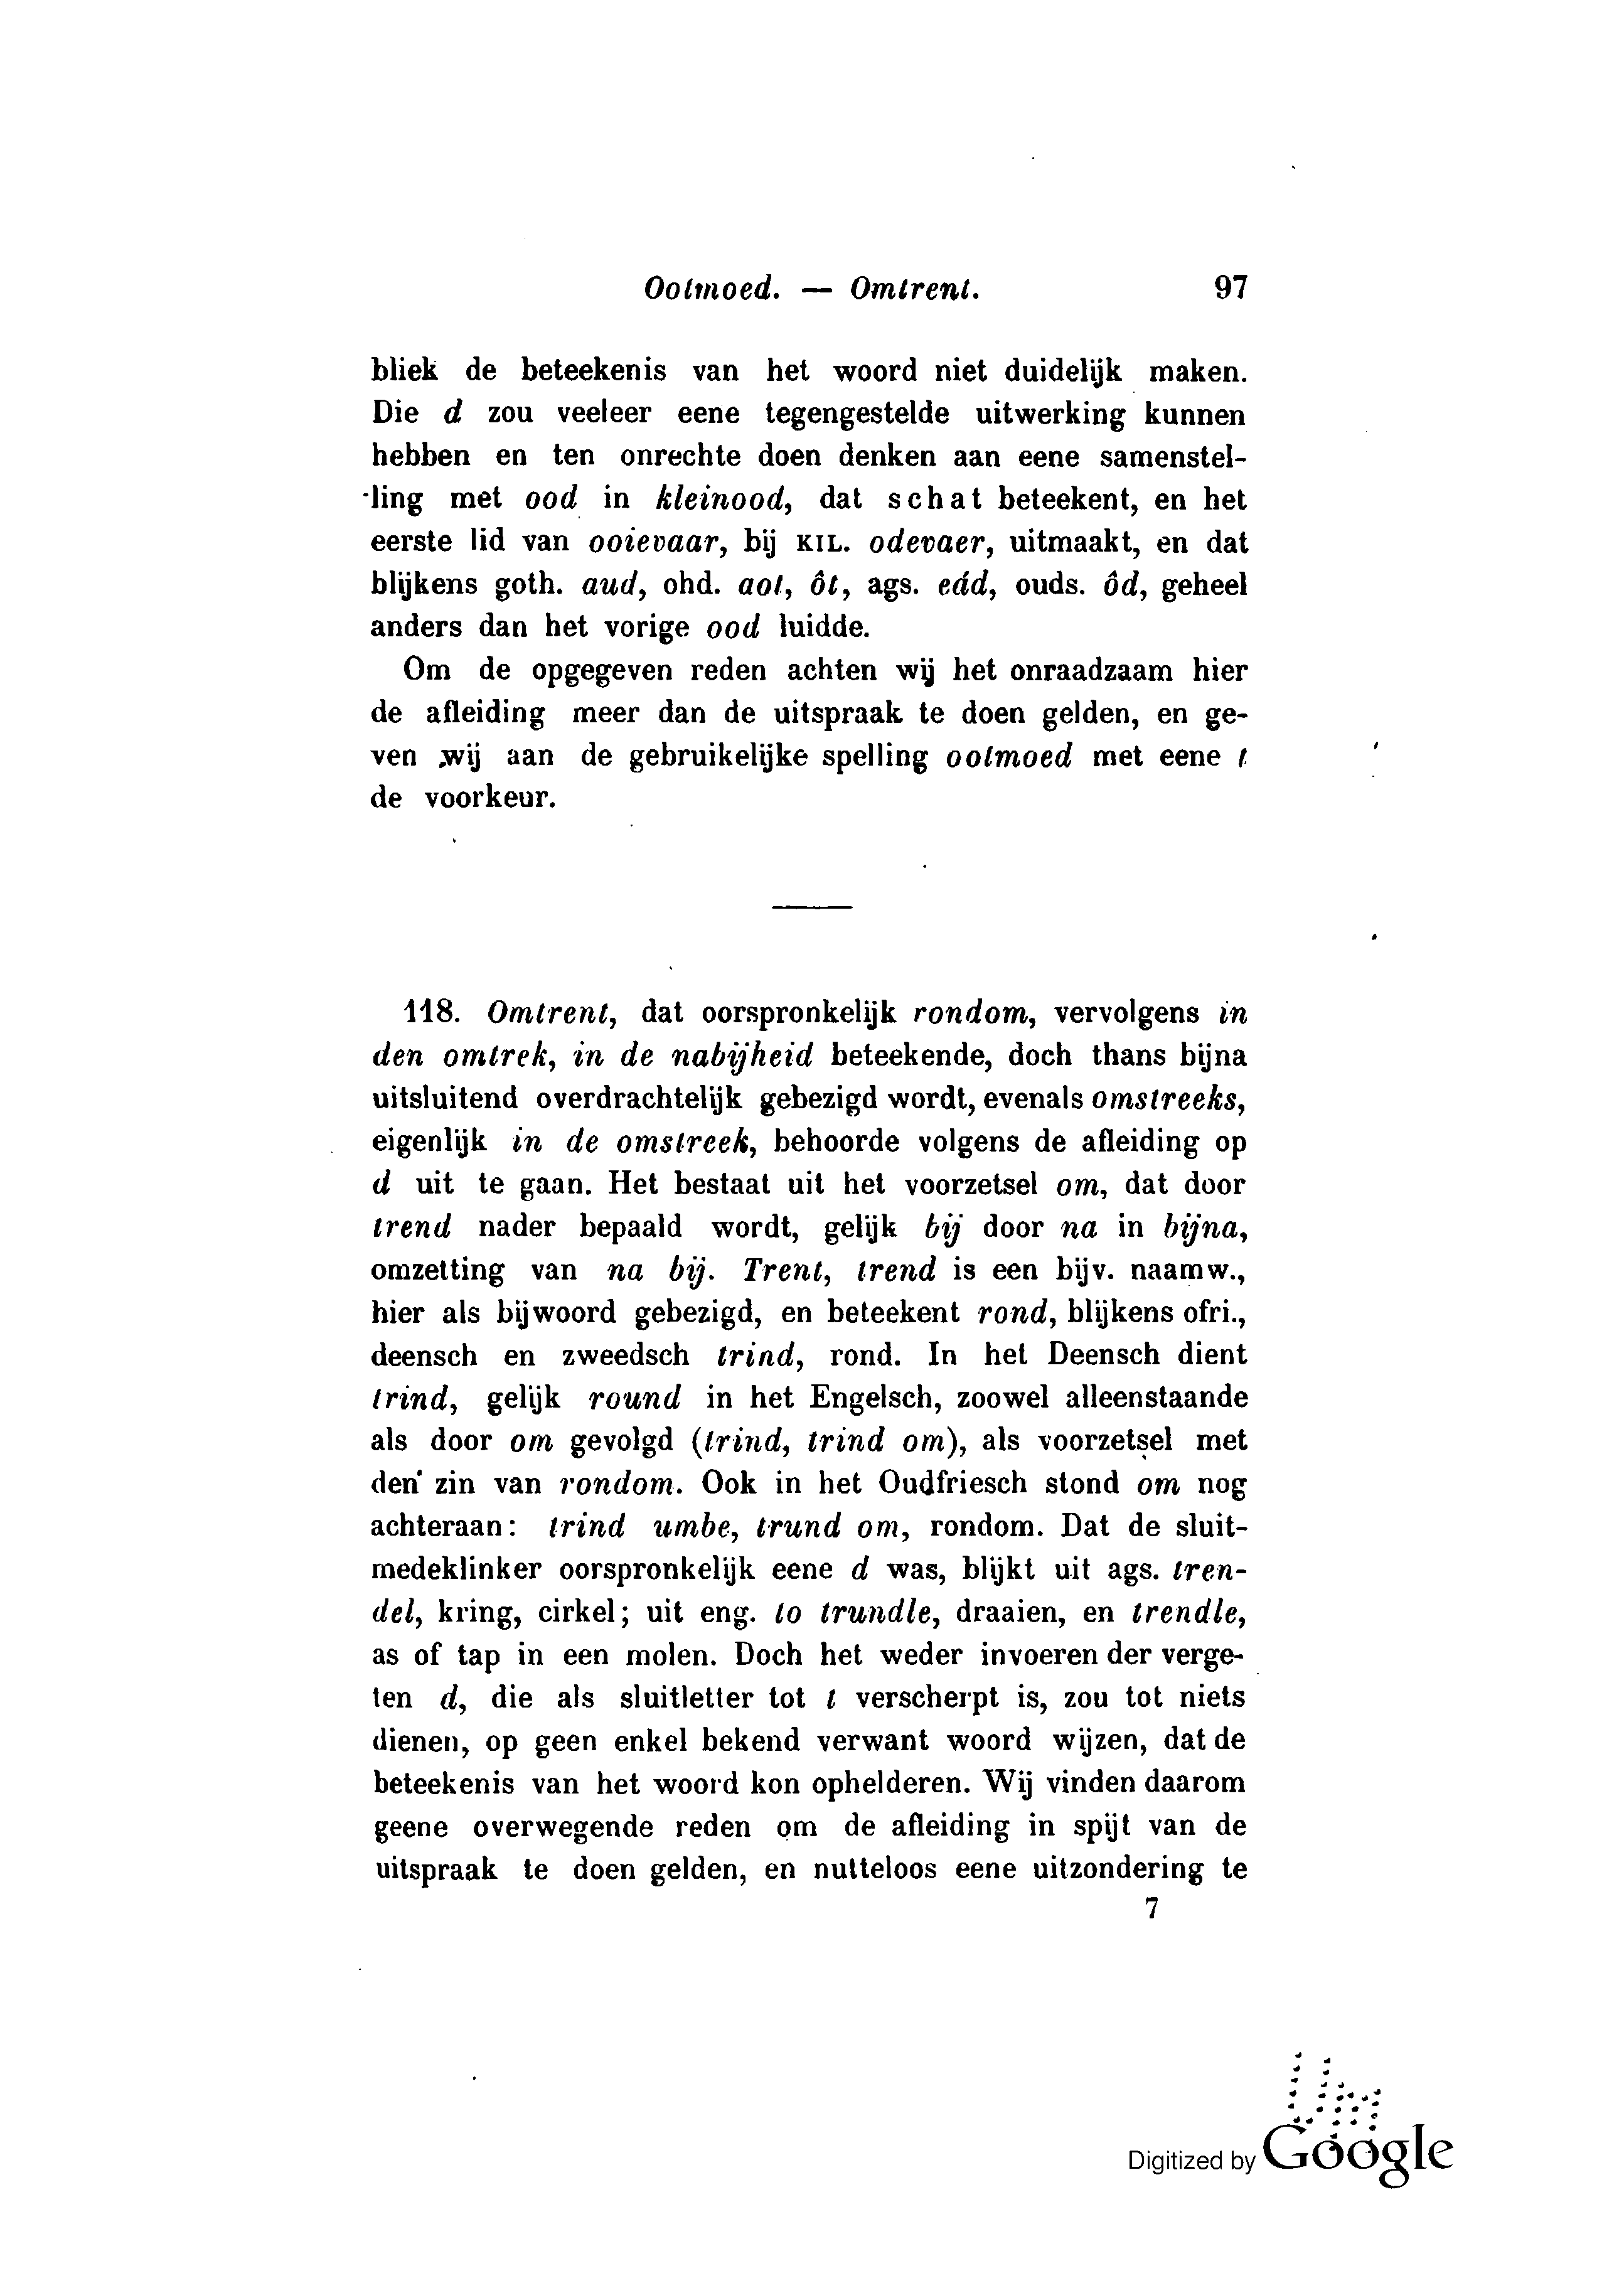 Ootmoed. — Omtrent. 97
bliek de beteekenis van het woord niet duidelijk maken.
Die d zou veeleer eene tegengestelde uitwerking kunnen
hebben en ten onrechte doen denken aan eene samenstel-
ling met ood in kleinood, dat schat beteekent, en het
eerste lid van ooievaar, bij KIL. odevaer, uitmaakt, en dat
blijkens goth. aud, ohd. aot, ôt, ags. eád, ouds. ôd, geheel
anders dan het vorige ood luidde.
Om de opgegeven reden achten wij het onraadzaam hier
de afleiding meer dan de uitspraak te doen gelden, en ge-
ven wij aan de gebruikelijke spelling ootmoed met eene t
de voorkeur.
118. Omtrent, dat oorspronkelijk rondom, vervolgens in
den omtrek, in de nabijheid beteekende, doch thans bijna
uitsluitend overdrachtelijk gebezigd wordt, evenals omstreeks,
eigenlijk in de omstreek, behoorde volgens de afleiding op
d uit te gaan. Het bestaat uit het voorzetsel om, dat door
trend nader bepaald wordt, gelijk bij door na in bijna,
omzetting van na bij. Trent, trend is een bijv. naamw.,
hier als bijwoord gebezigd, en beteekent rond, blijkens ofri.,
deensch en zweedsch trind, rond. In het Deensch dient
trind, gelijk round in het Engelsch, zoowel alleenstaande
als door om gevolgd (trind, trind om), als voorzetsel met
den zin van rondom. Ook in het Oudfriesch stond om nog
achteraan: trind umbe, trund om, rondom. Dat de sluit-
medeklinker oorspronkelijk eene d was, blijkt uit ags. tren-
del, kring, cirkel; uit eng. to trundle, draaien, en trendle,
as of tap in een molen. Doch het weder invoeren der verge-
ten d, die als sluitletter tot t verscherpt is, zou tot niets
dienen, op geen enkel bekend verwant woord wijzen, dat de
beteekenis van het woord kon ophelderen. Wij vinden daarom
geene overwegende reden om de afleiding in spijt van de
uitspraak te doen gelden, en nutteloos eene uitzondering te
7
Digitized by Google